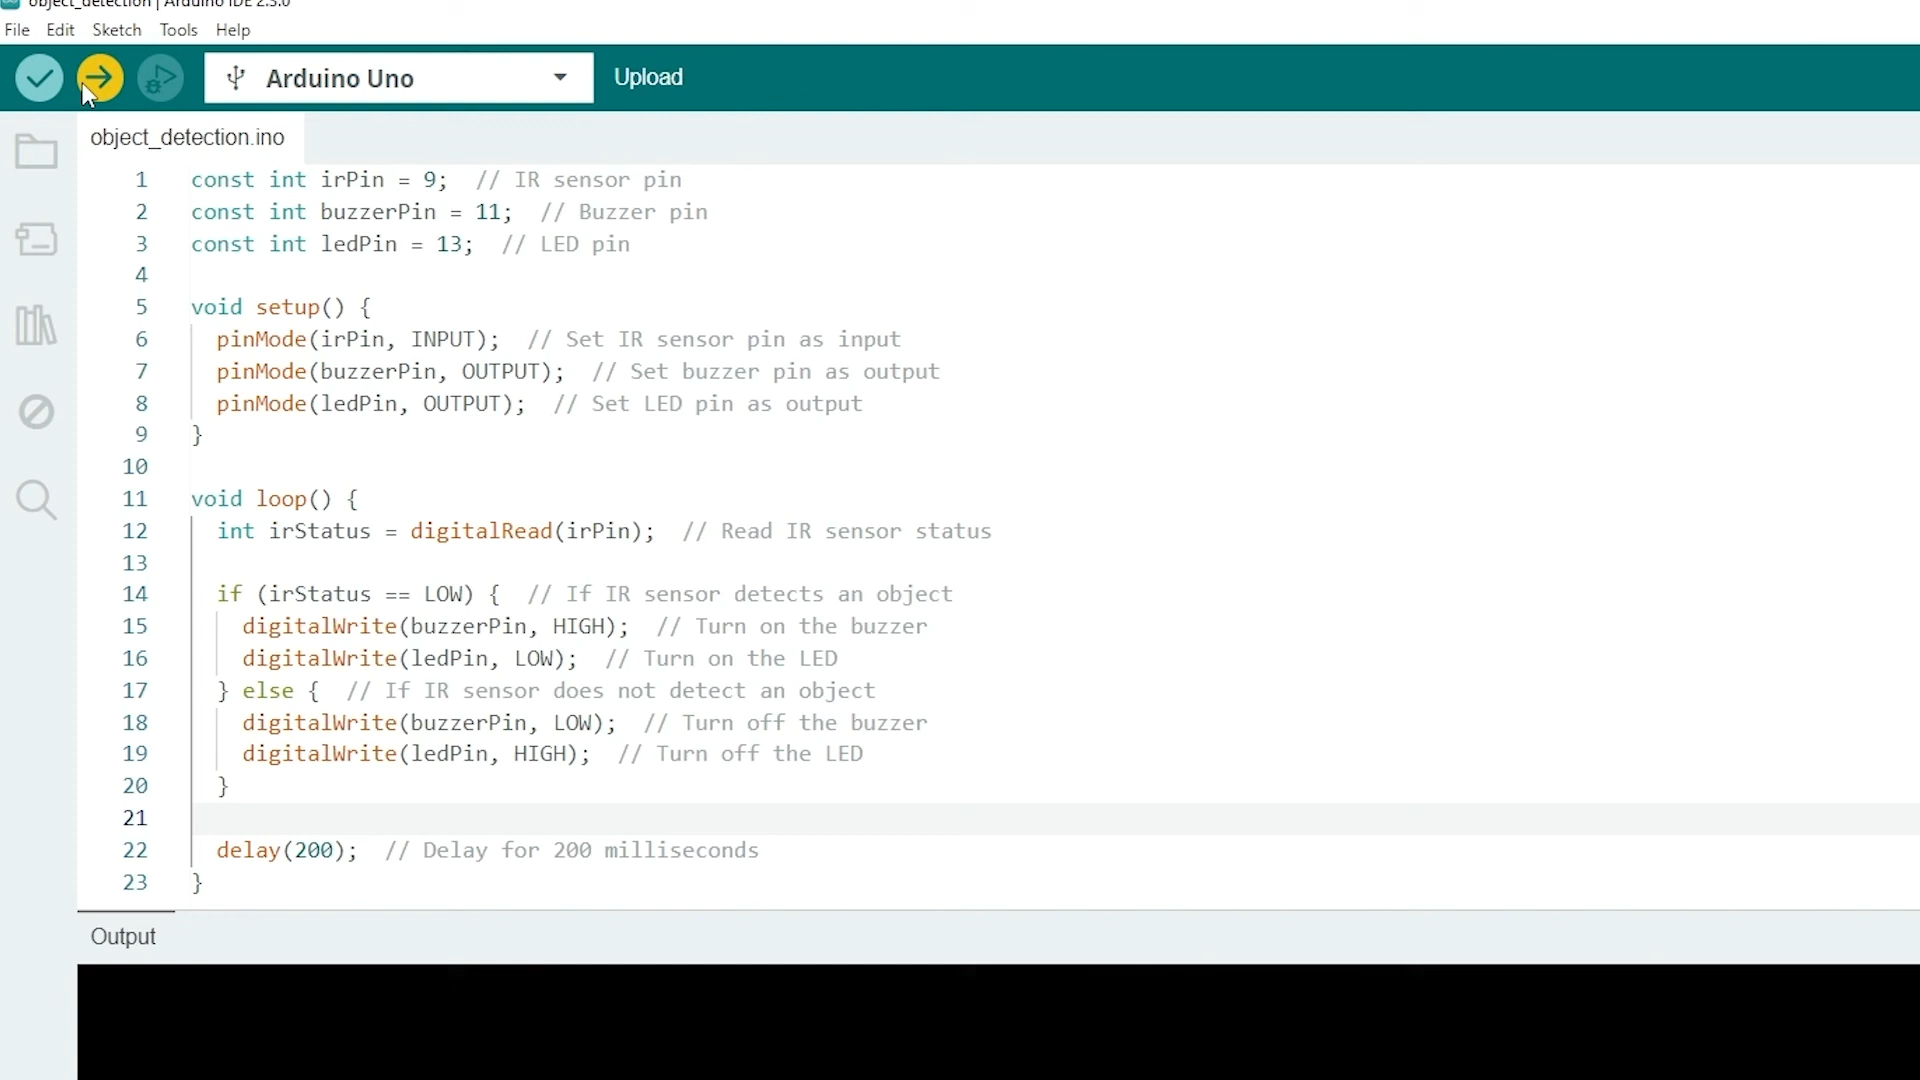 object_detection | Arduino IDE 2.3.0
File Edit Sketch Tools Help
Arduino Uno Upload
object_detection.ino
1 const int irPin = 9; // IR sensor pin
2 const int buzzerPin = 11; // Buzzer pin
3 const int ledPin = 13; // LED pin
4
5 void setup() {
6 pinMode(irPin, INPUT); // Set IR sensor pin as input
7 pinMode(buzzerPin, OUTPUT); // Set buzzer pin as output
8 pinMode(ledPin, OUTPUT); // Set LED pin as output
9 }
10
11 void loop() {
12 int irStatus = digitalRead(irPin); // Read IR sensor status
13
14 if (irStatus == LOW) { // If IR sensor detects an object
15 digitalWrite(buzzerPin, HIGH); // Turn on the buzzer
16 digitalWrite(ledPin, LOW); // Turn on the LED
17 } else { // If IR sensor does not detect an object
18 digitalWrite(buzzerPin, LOW); // Turn off the buzzer
19 digitalWrite(ledPin, HIGH); // Turn off the LED
20 }
21
22 delay(200); // Delay for 200 milliseconds
23 }
Output